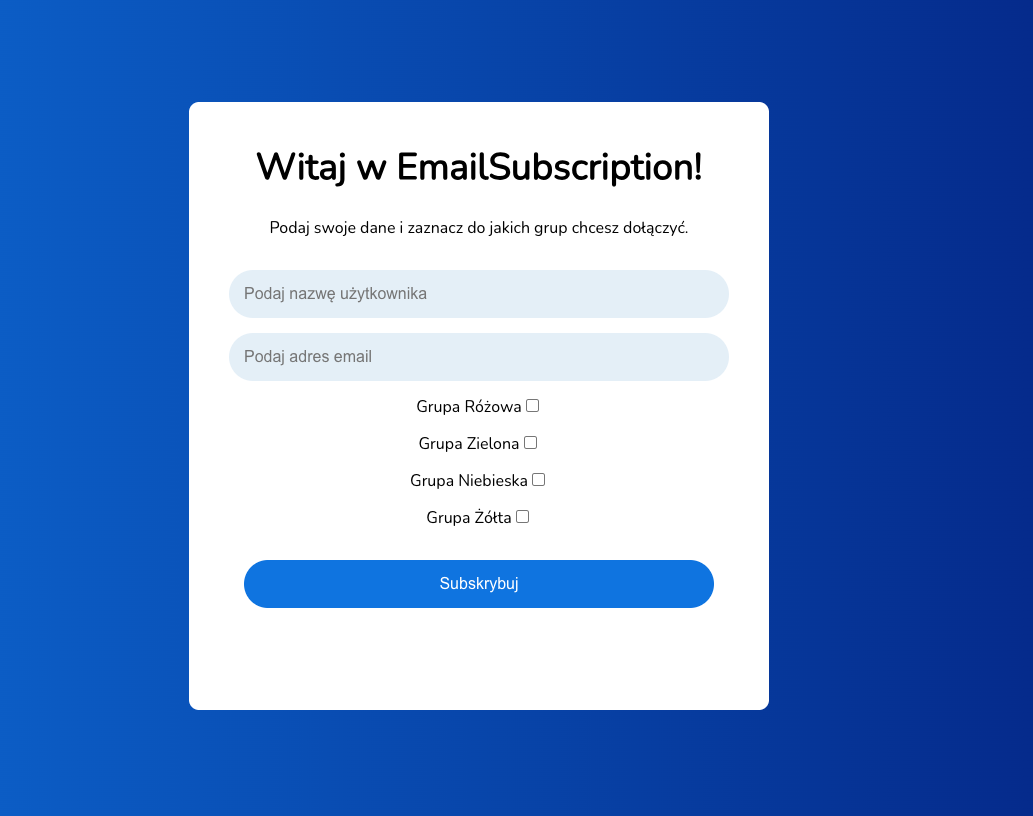 Witaj w EmailSubscription!
Podaj swoje dane i zaznacz do jakich grup chcesz dołączyć.
Podaj nazwę użytkownika
Podaj adres email
Grupa Różowa
Grupa Zielona
Grupa Niebieska
Grupa Żółta
Subskrybuj